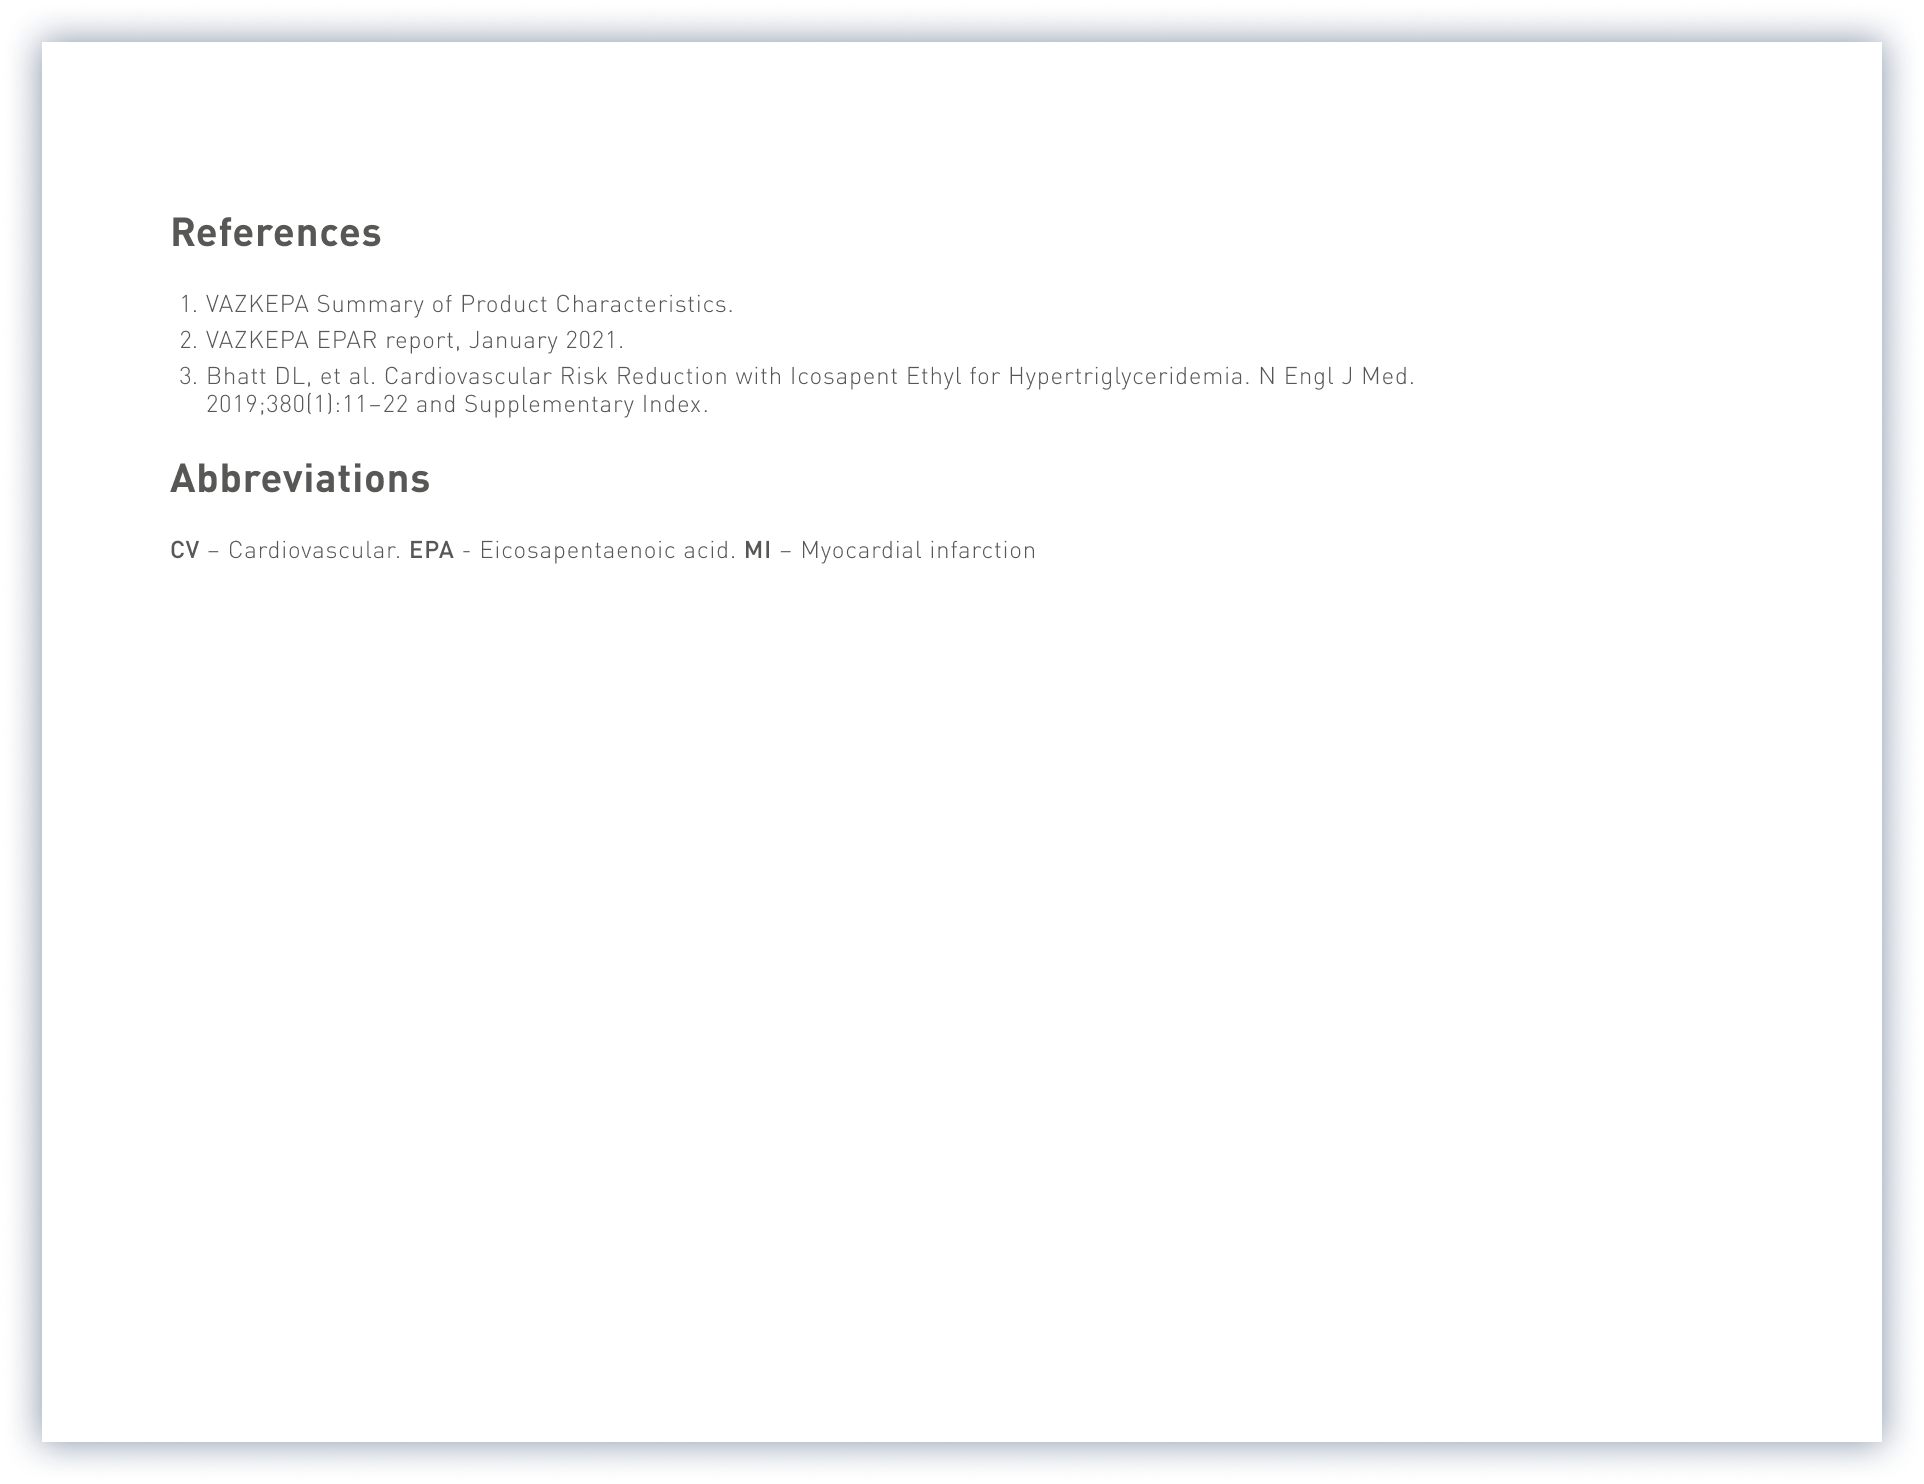 References
1. VAZKEPA Summary of Product Characteristics.
2. VAZKEPA EPAR report, January 2021.
3. Bhatt DL, et al. Cardiovascular Risk Reduction with Icosapent Ethyl for Hypertriglyceridemia. N Engl J Med.
2019;380(1):11–22 and Supplementary Index.
Abbreviations
CV – Cardiovascular. EPA - Eicosapentaenoic acid. MI – Myocardial infarction